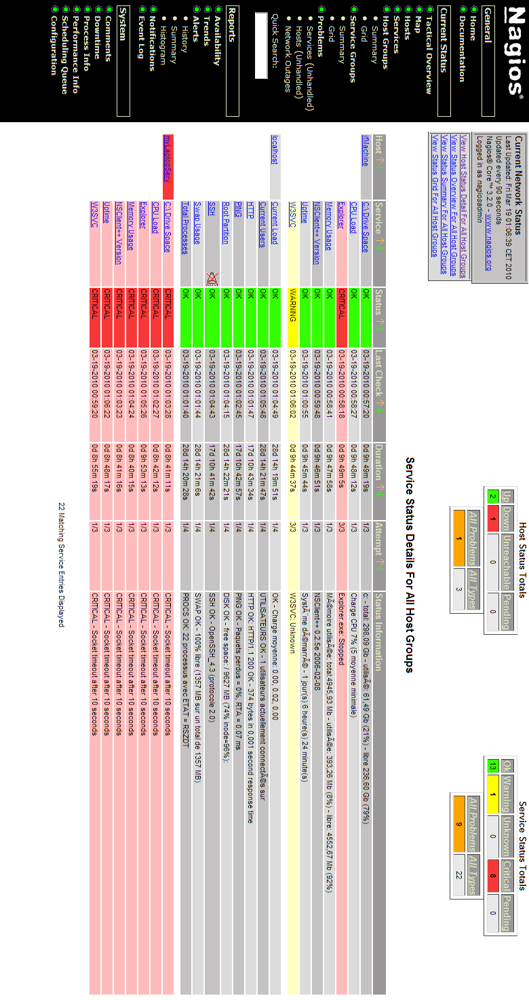 Nagios®
General
Home
Documentation
Current Status
Tactical Overview
Map
Hosts
Services
Host Groups
Summary
Grid
Service Groups
Summary
Grid
Problems
Services (Unhandled)
Hosts (Unhandled)
Network Outages
Quick Search:
Reports
Availability
Trends
Alerts
History
Summary
Histogram
Notifications
Event Log
System
Comments
Downtime
Process Info
Performance Info
Scheduling Queue
Configuration
Current Network Status
Last Updated: Fri Mar 19 01:06:39 CET 2010
Updated every 90 seconds
Nagios® Core™ 3.2.0 - www.nagios.org
Logged in as nagiosadmin
View Host Status Detail For All Host Groups
View Status Overview For All Host Groups
View Status Summary For All Host Groups
View Status Grid For All Host Groups
Host Status Totals
Up Down Unreachable Pending
2 1 0 0
All Problems All Types
1 3
Service Status Totals
Ok Warning Unknown Critical Pending
13 1 0 8 0
All Problems All Types
9 22
Service Status Details For All Host Groups
Host Service Status Last Check Duration Attempt Status Information
ifMachine C:\ Drive Space OK 03-19-2010 00:57:20 0d 9h 49m 19s 1/3 c: - total: 298,09 Gb - utilisÃ©: 61,49 Gb (21%) - libre 236,60 Gb (79%)
CPU Load OK 03-19-2010 00:58:27 0d 9h 48m 12s 1/3 Charge CPU 7% (5 moyenne minimale)
Explorer CRITICAL 03-19-2010 00:58:18 0d 9h 49m 5s 3/3 Explorer.exe: Stopped
Memory Usage OK 03-19-2010 00:58:41 0d 9h 47m 58s 1/3 MÃ©moire utilisÃ©e: total:4945,93 Mb - utilisÃ©e: 393,26 Mb (8%) - libre: 4552,67 Mb (92%)
NSClient++ Version OK 03-19-2010 00:59:48 0d 9h 46m 51s 1/3 NSClient++ 0.2.5e 2006-02-08
Uptime OK 03-19-2010 01:00:55 0d 9h 45m 44s 1/3 SystÃ¨me dÃ©marrÃ© - 1 jour(s) 6 heure(s) 24 minute(s)
W3SVC WARNING 03-19-2010 01:06:02 0d 9h 44m 37s 3/3 W3SVC: Unknown
localhost Current Load OK 03-19-2010 01:04:49 28d 14h 19m 51s 1/4 OK - Charge moyenne: 0.00, 0.02, 0.00
Current Users OK 03-19-2010 01:05:48 28d 14h 21m 47s 1/4 UTILISATEURS OK - 1 utilisateurs actuellement connectÃ©s sur
HTTP OK 03-19-2010 01:01:47 17d 10h 43m 34s 1/4 HTTP OK: HTTP/1.1 200 OK - 374 bytes in 0,001 second response time
PING OK 03-19-2010 01:02:45 17d 10h 42m 57s 1/4 PING OK - Paquets perdus = 0%, RTA = 0.07 ms
Root Partition OK 03-19-2010 01:04:15 28d 14h 22m 21s 1/4 DISK OK - free space: / 9627 MB (74% inode=96%):
SSH OK 03-19-2010 01:04:43 17d 10h 41m 42s 1/4 SSH OK - OpenSSH_4.3 (protocole 2.0)
Swap Usage OK 03-19-2010 01:01:44 28d 14h 21m 6s 1/4 SWAP OK - 100% libre (1357 MB sur un total de 1357 MB)
Total Processes OK 03-19-2010 01:01:40 28d 14h 20m 28s 1/4 PROCS OK: 22 processus avec ETAT = RSZDT
myLaptopServ C:\ Drive Space CRITICAL 03-19-2010 01:03:28 0d 8h 41m 11s 1/3 CRITICAL - Socket timeout after 10 seconds
CPU Load CRITICAL 03-19-2010 01:02:27 0d 8h 42m 12s 1/3 CRITICAL - Socket timeout after 10 seconds
Explorer CRITICAL 03-19-2010 01:05:26 0d 9h 53m 13s 1/3 CRITICAL - Socket timeout after 10 seconds
Memory Usage CRITICAL 03-19-2010 01:04:24 0d 8h 40m 15s 1/3 CRITICAL - Socket timeout after 10 seconds
NSClient++ Version CRITICAL 03-19-2010 01:03:23 0d 8h 41m 16s 1/3 CRITICAL - Socket timeout after 10 seconds
Uptime CRITICAL 03-19-2010 01:06:22 0d 8h 48m 17s 1/3 CRITICAL - Socket timeout after 10 seconds
W3SVC CRITICAL 03-19-2010 00:59:20 0d 8h 55m 19s 1/3 CRITICAL - Socket timeout after 10 seconds
22 Matching Service Entries Displayed